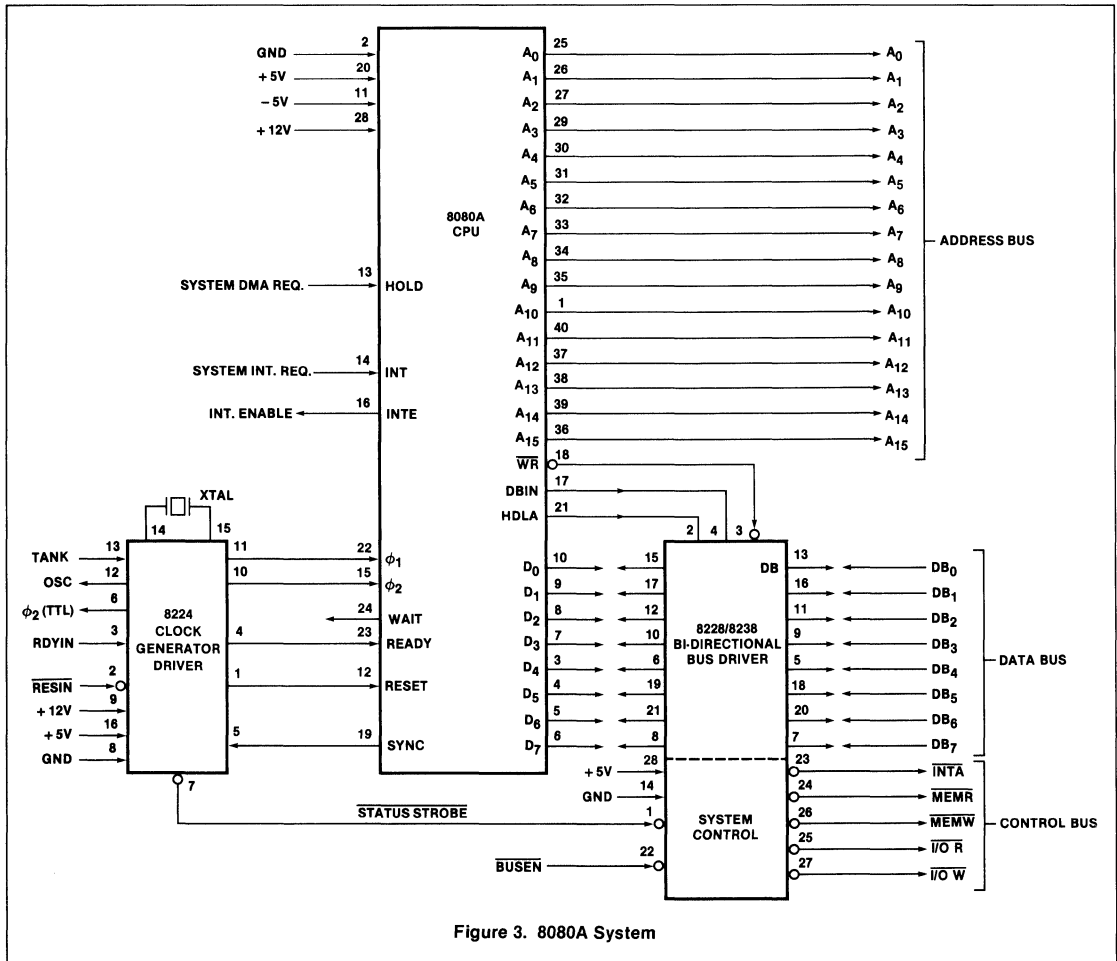 GND 2
+5V 20
−5V 11
+12V 28
8080A
CPU
SYSTEM DMA REQ. 13 HOLD
SYSTEM INT. REQ. 14 INT
INT. ENABLE 16 INTE
A0 25 A0
A1 26 A1
A2 27 A2
A3 29 A3
A4 30 A4
A5 31 A5
A6 32 A6
A7 33 A7
A8 34 A8
A9 35 A9
A10 1 A10
A11 40 A11
A12 37 A12
A13 38 A13
A14 39 A14
A15 36 A15
ADDRESS BUS
WR 18
DBIN 17
HDLA 21
2 4 3
XTAL
14 15
TANK 13
OSC 12
ϕ2 (TTL) 6
RDYIN 3
RESIN 2
+12V 9
+5V 16
GND 8
8224
CLOCK
GENERATOR
DRIVER
11 22 ϕ1
10 15 ϕ2
24 WAIT
4 23 READY
1 12 RESET
5 19 SYNC
7
STATUS STROBE
D0 10 15 DB 13 DB0
D1 9 17 16 DB1
D2 8 12 11 DB2
D3 7 10 9 DB3
D4 3 6 5 DB4
D5 4 19 18 DB5
D6 5 21 20 DB6
D7 6 8 7 DB7
8228/8238
BI-DIRECTIONAL
BUS DRIVER
DATA BUS
+5V 28
GND 14
1
BUSEN 22
SYSTEM
CONTROL
23 INTA
24 MEMR
26 MEMW
25 I/O R
27 I/O W
CONTROL BUS
Figure 3. 8080A System